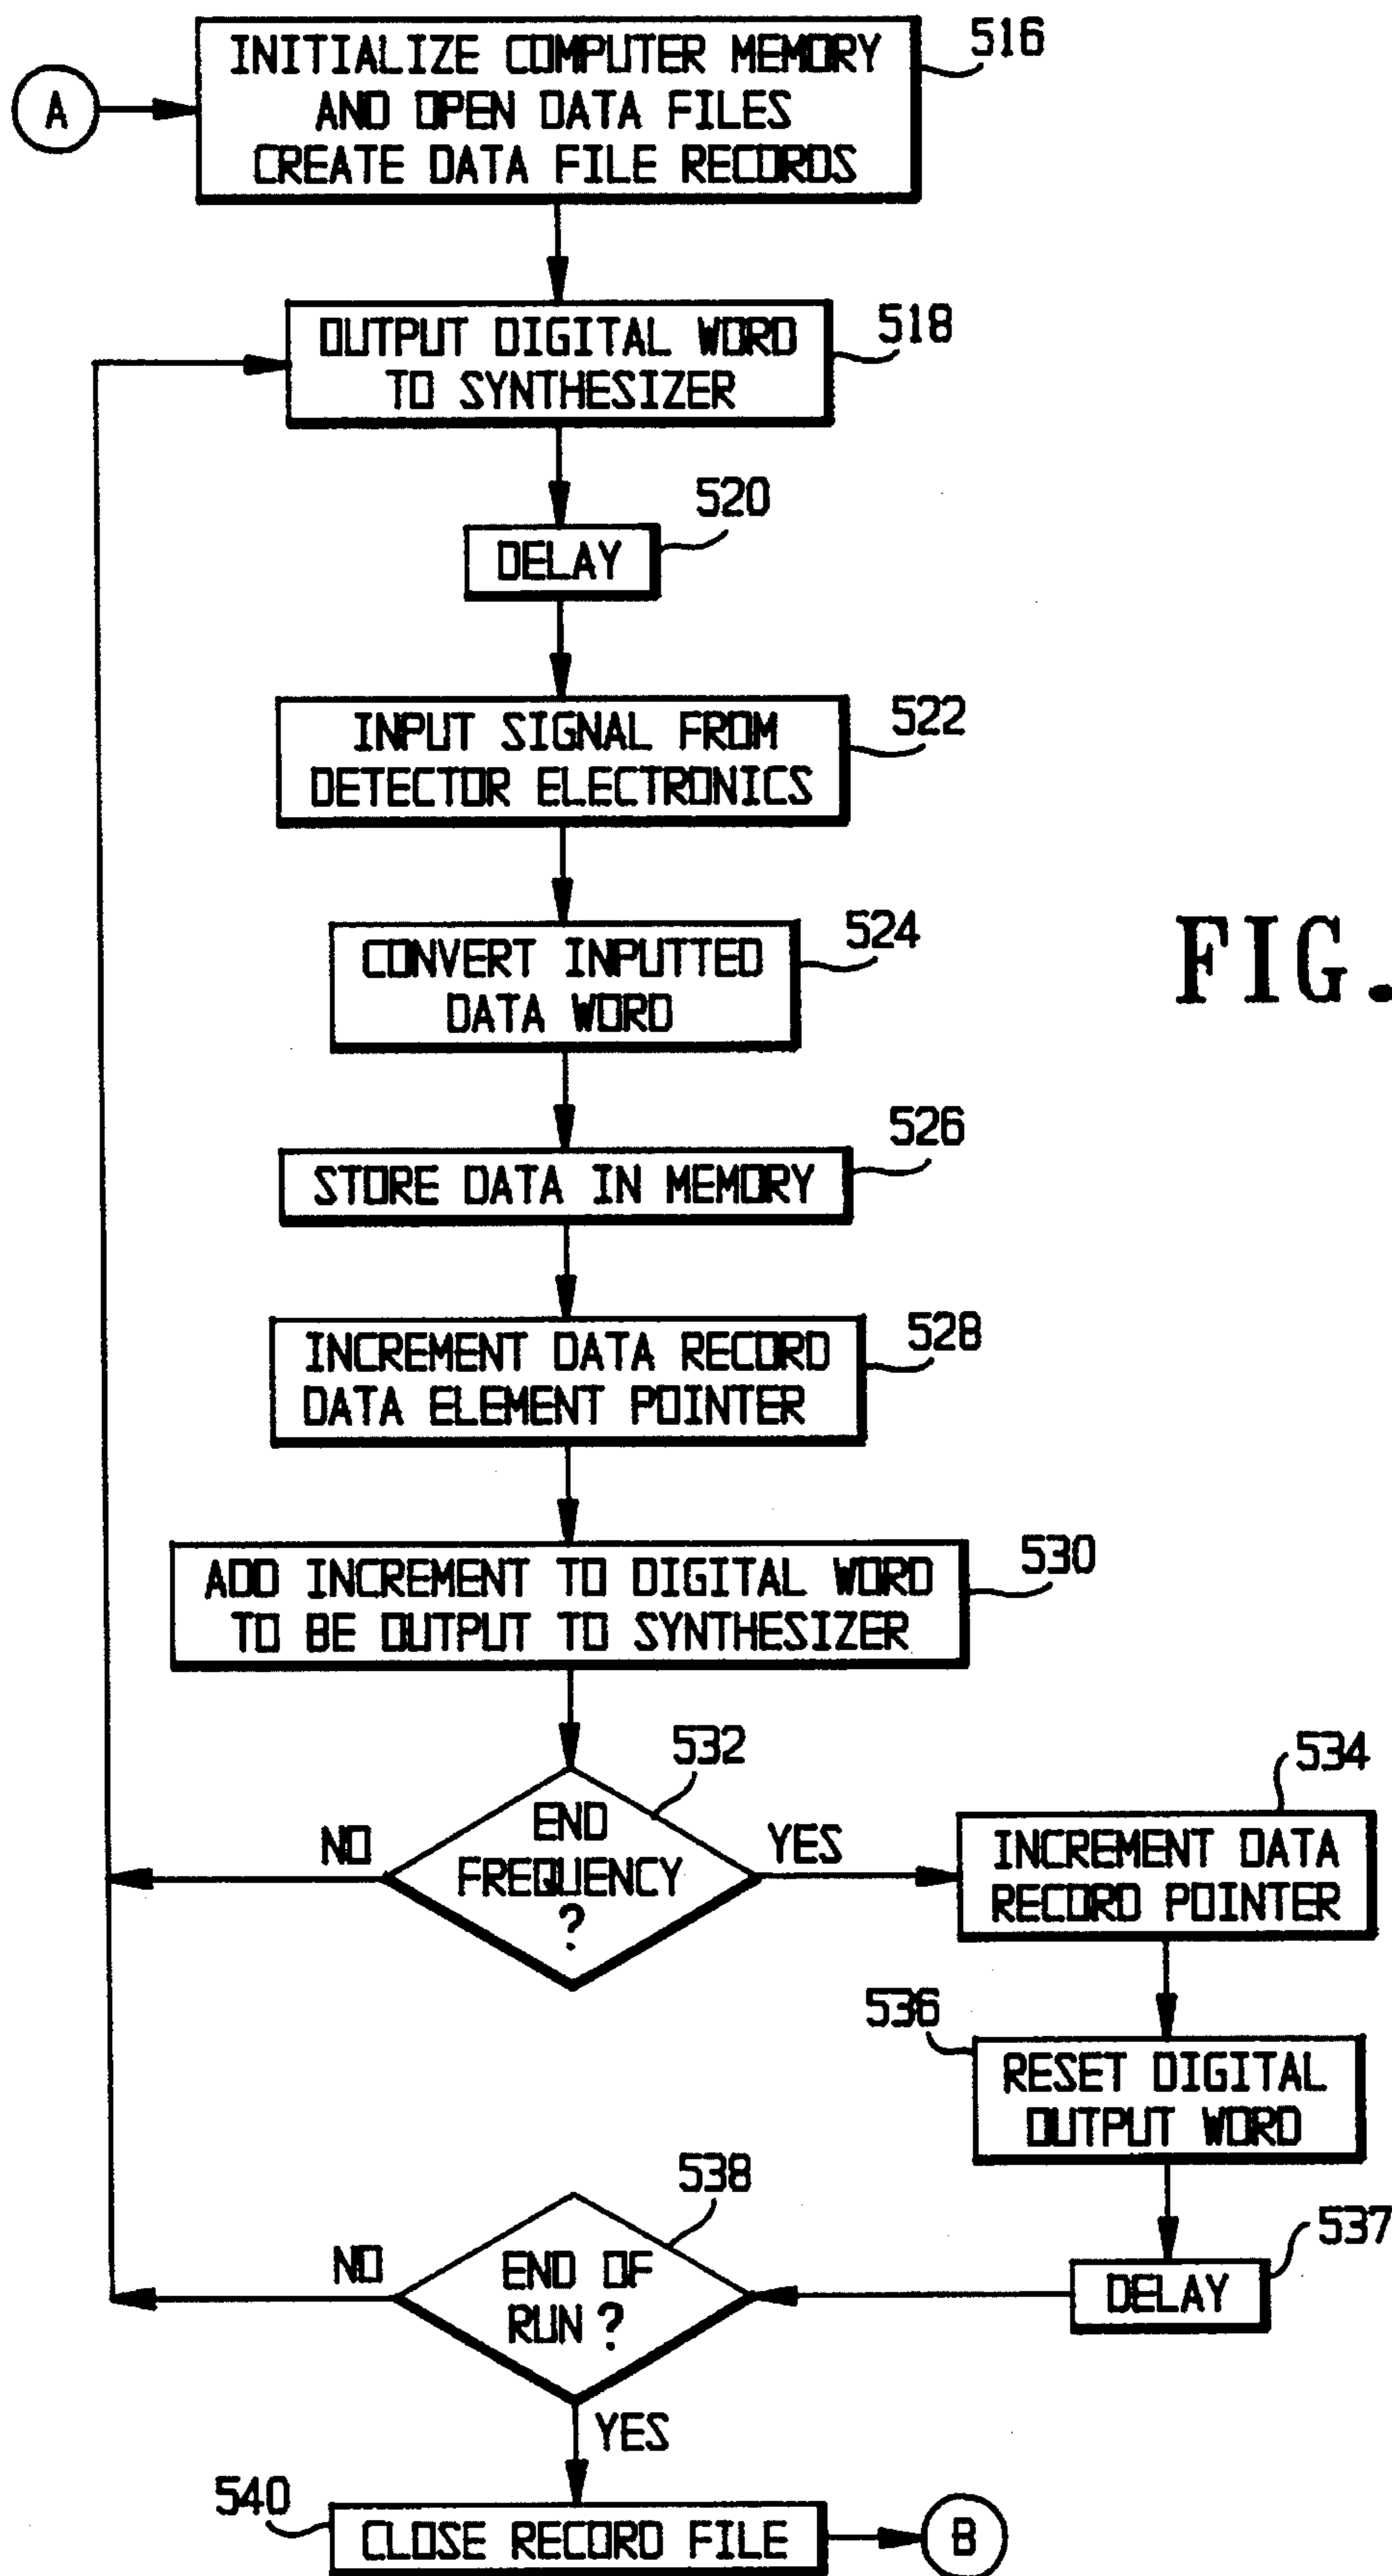 516
INITIALIZE COMPUTER MEMORY
AND OPEN DATA FILES
CREATE DATA FILE RECORDS
A
518
OUTPUT DIGITAL WORD
TO SYNTHESIZER
520
DELAY
522
INPUT SIGNAL FROM
DETECTOR ELECTRONICS
524
CONVERT INPUTTED
DATA WORD
FIG.
526
STORE DATA IN MEMORY
528
INCREMENT DATA RECORD
DATA ELEMENT POINTER
530
ADD INCREMENT TO DIGITAL WORD
TO BE OUTPUT TO SYNTHESIZER
532
END
FREQUENCY
?
NO
YES
534
INCREMENT DATA
RECORD POINTER
536
RESET DIGITAL
OUTPUT WORD
537
DELAY
538
END OF
RUN ?
NO
YES
540
CLOSE RECORD FILE
B